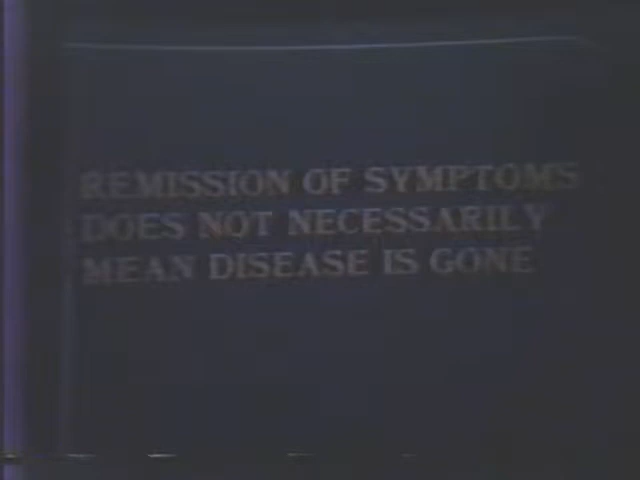 REMISSION OF SYMPTOMS
DOES NOT NECESSARILY
MEAN DISEASE IS GONE